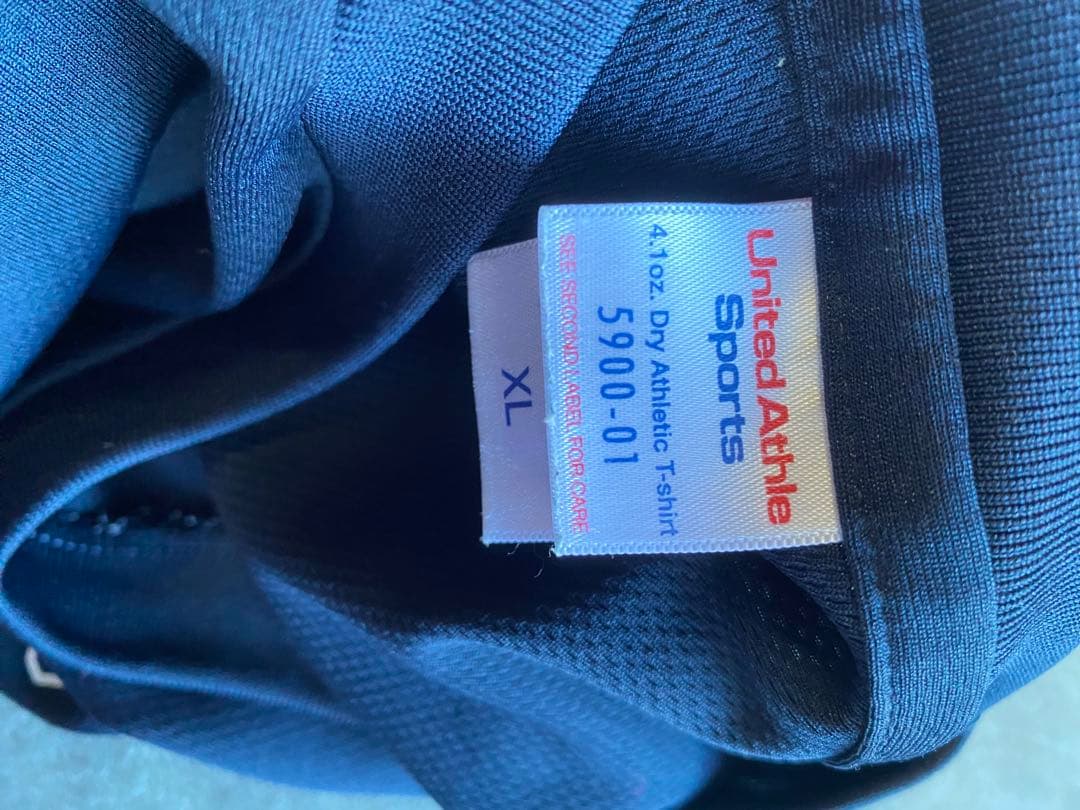 United Athle
Sports
4.1oz. Dry Athletic T-shirt
5900-01
SEE SECOND LABEL FOR CARE
XL